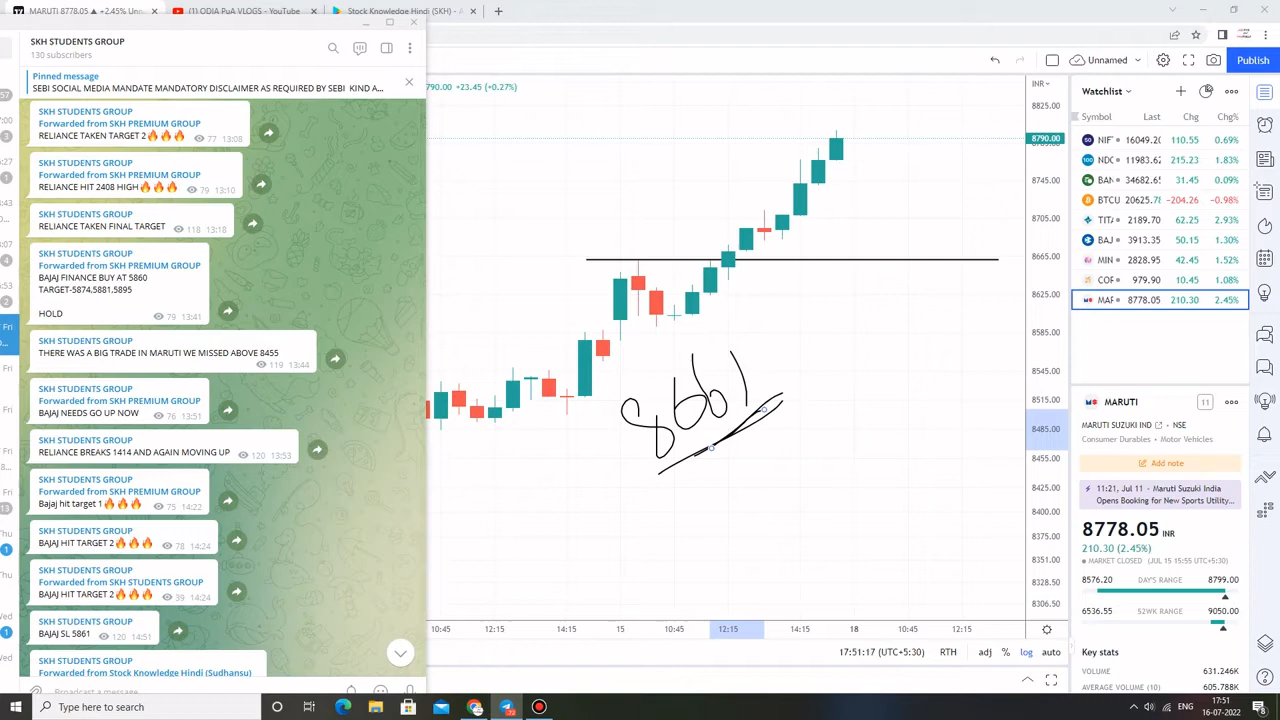 MARUTI 8778.05 ▲ +2.45% Un...
ODIA PuA VLOGS - YouTube
Stock Knowledge Hindi (SKH) - A
SKH STUDENTS GROUP
130 subscribers
Pinned message
SEBI SOCIAL MEDIA MANDATE MANDATORY DISCLAIMER AS REQUIRED BY SEBI KIND A...
SKH STUDENTS GROUP
Forwarded from SKH PREMIUM GROUP
RELIANCE TAKEN TARGET 2🔥🔥🔥 77 13:08
SKH STUDENTS GROUP
Forwarded from SKH PREMIUM GROUP
RELIANCE HIT 2408 HIGH🔥🔥🔥 79 13:10
SKH STUDENTS GROUP
RELIANCE TAKEN FINAL TARGET 118 13:18
SKH STUDENTS GROUP
Forwarded from SKH PREMIUM GROUP
BAJAJ FINANCE BUY AT 5860
TARGET-5874,5881,5895
HOLD 79 13:41
SKH STUDENTS GROUP
THERE WAS A BIG TRADE IN MARUTI WE MISSED ABOVE 8455
119 13:44
SKH STUDENTS GROUP
Forwarded from SKH PREMIUM GROUP
BAJAJ NEEDS GO UP NOW 76 13:51
SKH STUDENTS GROUP
RELIANCE BREAKS 1414 AND AGAIN MOVING UP 120 13:53
SKH STUDENTS GROUP
Forwarded from SKH PREMIUM GROUP
Bajaj hit target 1🔥🔥🔥 75 14:22
SKH STUDENTS GROUP
BAJAJ HIT TARGET 2🔥🔥🔥 78 14:24
SKH STUDENTS GROUP
Forwarded from SKH STUDENTS GROUP
BAJAJ HIT TARGET 2🔥🔥🔥 39 14:24
SKH STUDENTS GROUP
BAJAJ SL 5861 120 14:51
SKH STUDENTS GROUP
Forwarded from Stock Knowledge Hindi (Sudhansu)
Broadcast a message...
790.00 +23.45 (+0.27%)
8661
INR
8825.00
8790.00
8745.00
8705.00
8665.00
8625.00
8585.00
8545.00
8515.00
8485.00
8455.00
8425.00
8400.00
8375.00
8351.00
8328.50
8306.50
10:45 12:15 14:15 15 10:45 12:15 14:15 18 10:45 12:15
17:51:17 (UTC+5:30) RTH adj % log auto
Unnamed
Publish
Watchlist
Symbol Last Chg Chg%
NIF 16049.20 110.55 0.69%
NDC 11983.62 215.23 1.83%
BAN 34682.65 31.45 0.09%
BTCU 20625.78 -204.26 -0.98%
TITA 2189.70 62.25 2.93%
BAJ 3913.35 50.15 1.30%
MIN 2828.95 42.45 1.52%
COF 979.90 10.45 1.08%
MAF 8778.05 210.30 2.45%
MARUTI 11
MARUTI SUZUKI IND • NSE
Consumer Durables • Motor Vehicles
Add note
11:21, Jul 11 • Maruti Suzuki India
Opens Booking for New Sports Utility...
8778.05 INR
210.30 (2.45%)
MARKET CLOSED (JUL 15 15:55 UTC+5:30)
8576.20 DAY'S RANGE 8799.00
6536.55 52WK RANGE 9050.00
Key stats
VOLUME 631.246K
AVERAGE VOLUME (10) 605.788K
Type here to search
ENG
17:51
16-07-2022